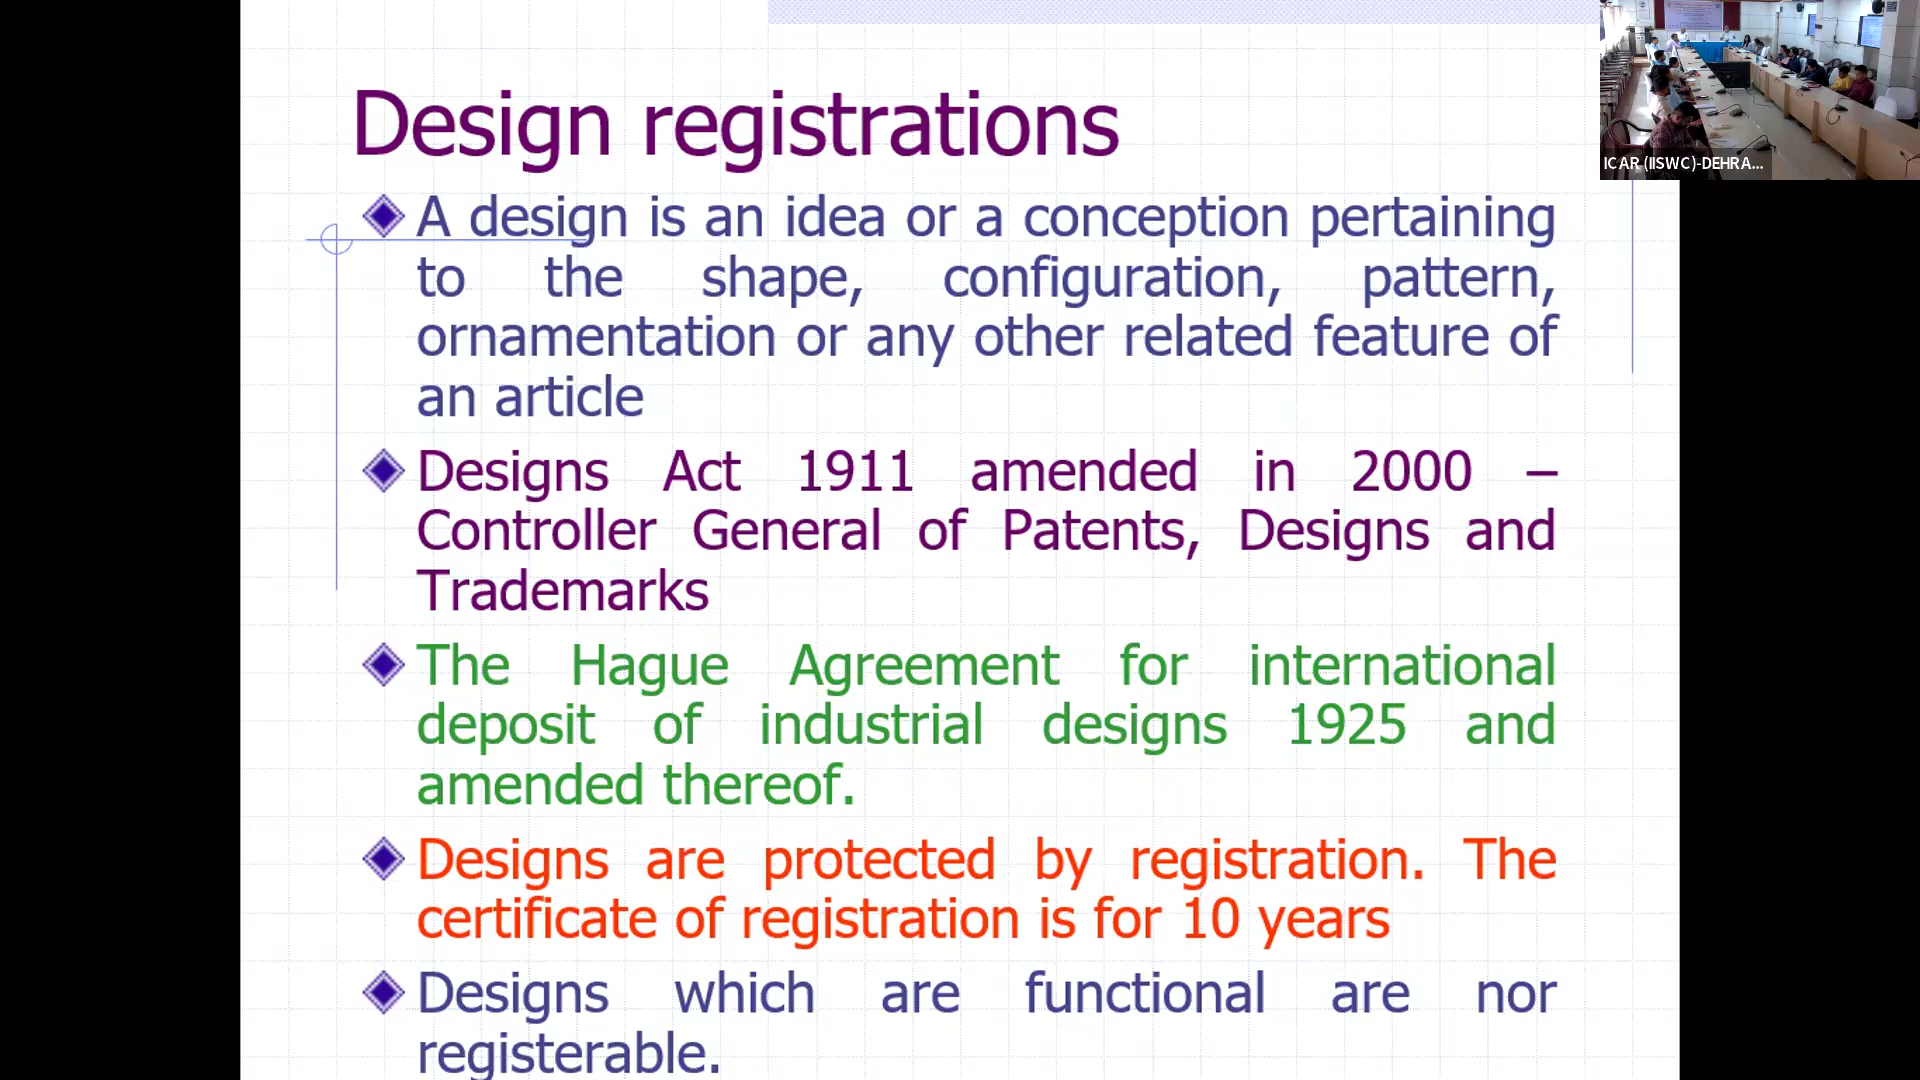 Design registrations
A design is an idea or a conception pertaining
to the shape, configuration, pattern,
ornamentation or any other related feature of
an article
Designs Act 1911 amended in 2000 –
Controller General of Patents, Designs and
Trademarks
The Hague Agreement for international
deposit of industrial designs 1925 and
amended thereof.
Designs are protected by registration. The
certificate of registration is for 10 years
Designs which are functional are nor
registerable.
ICAR (IISWC)-DEHRA...